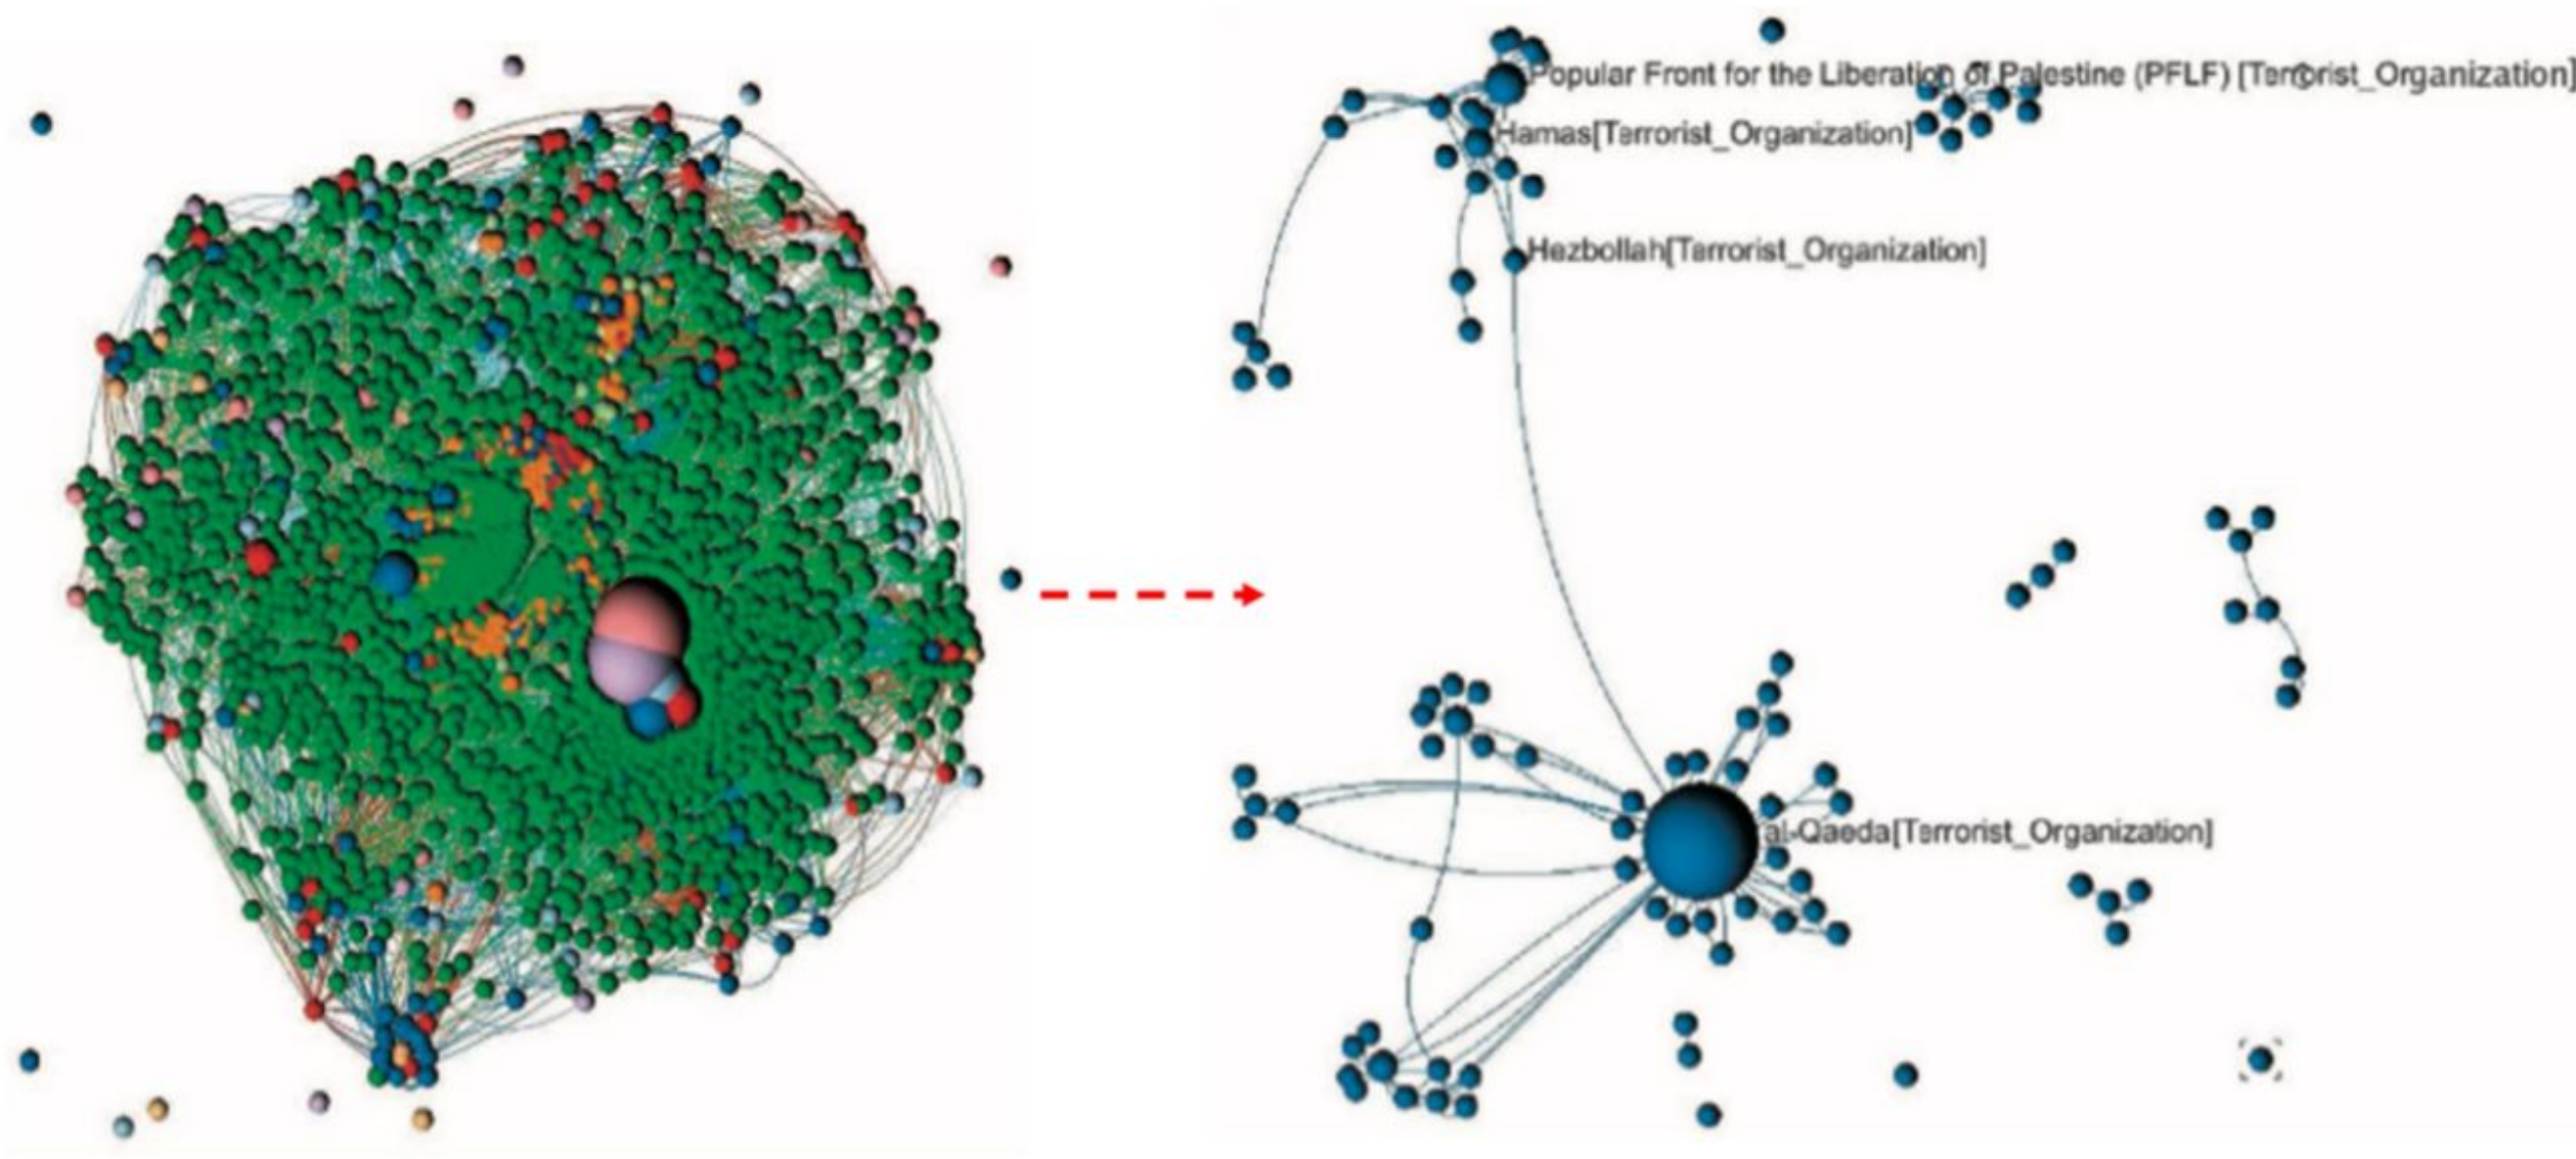 Popular Front for the Liberation of Palestine (PFLF) [Terrorist_Organization]
Hamas[Terrorist_Organization]
Hezbollah[Terrorist_Organization]
al-Qaeda[Terrorist_Organization]